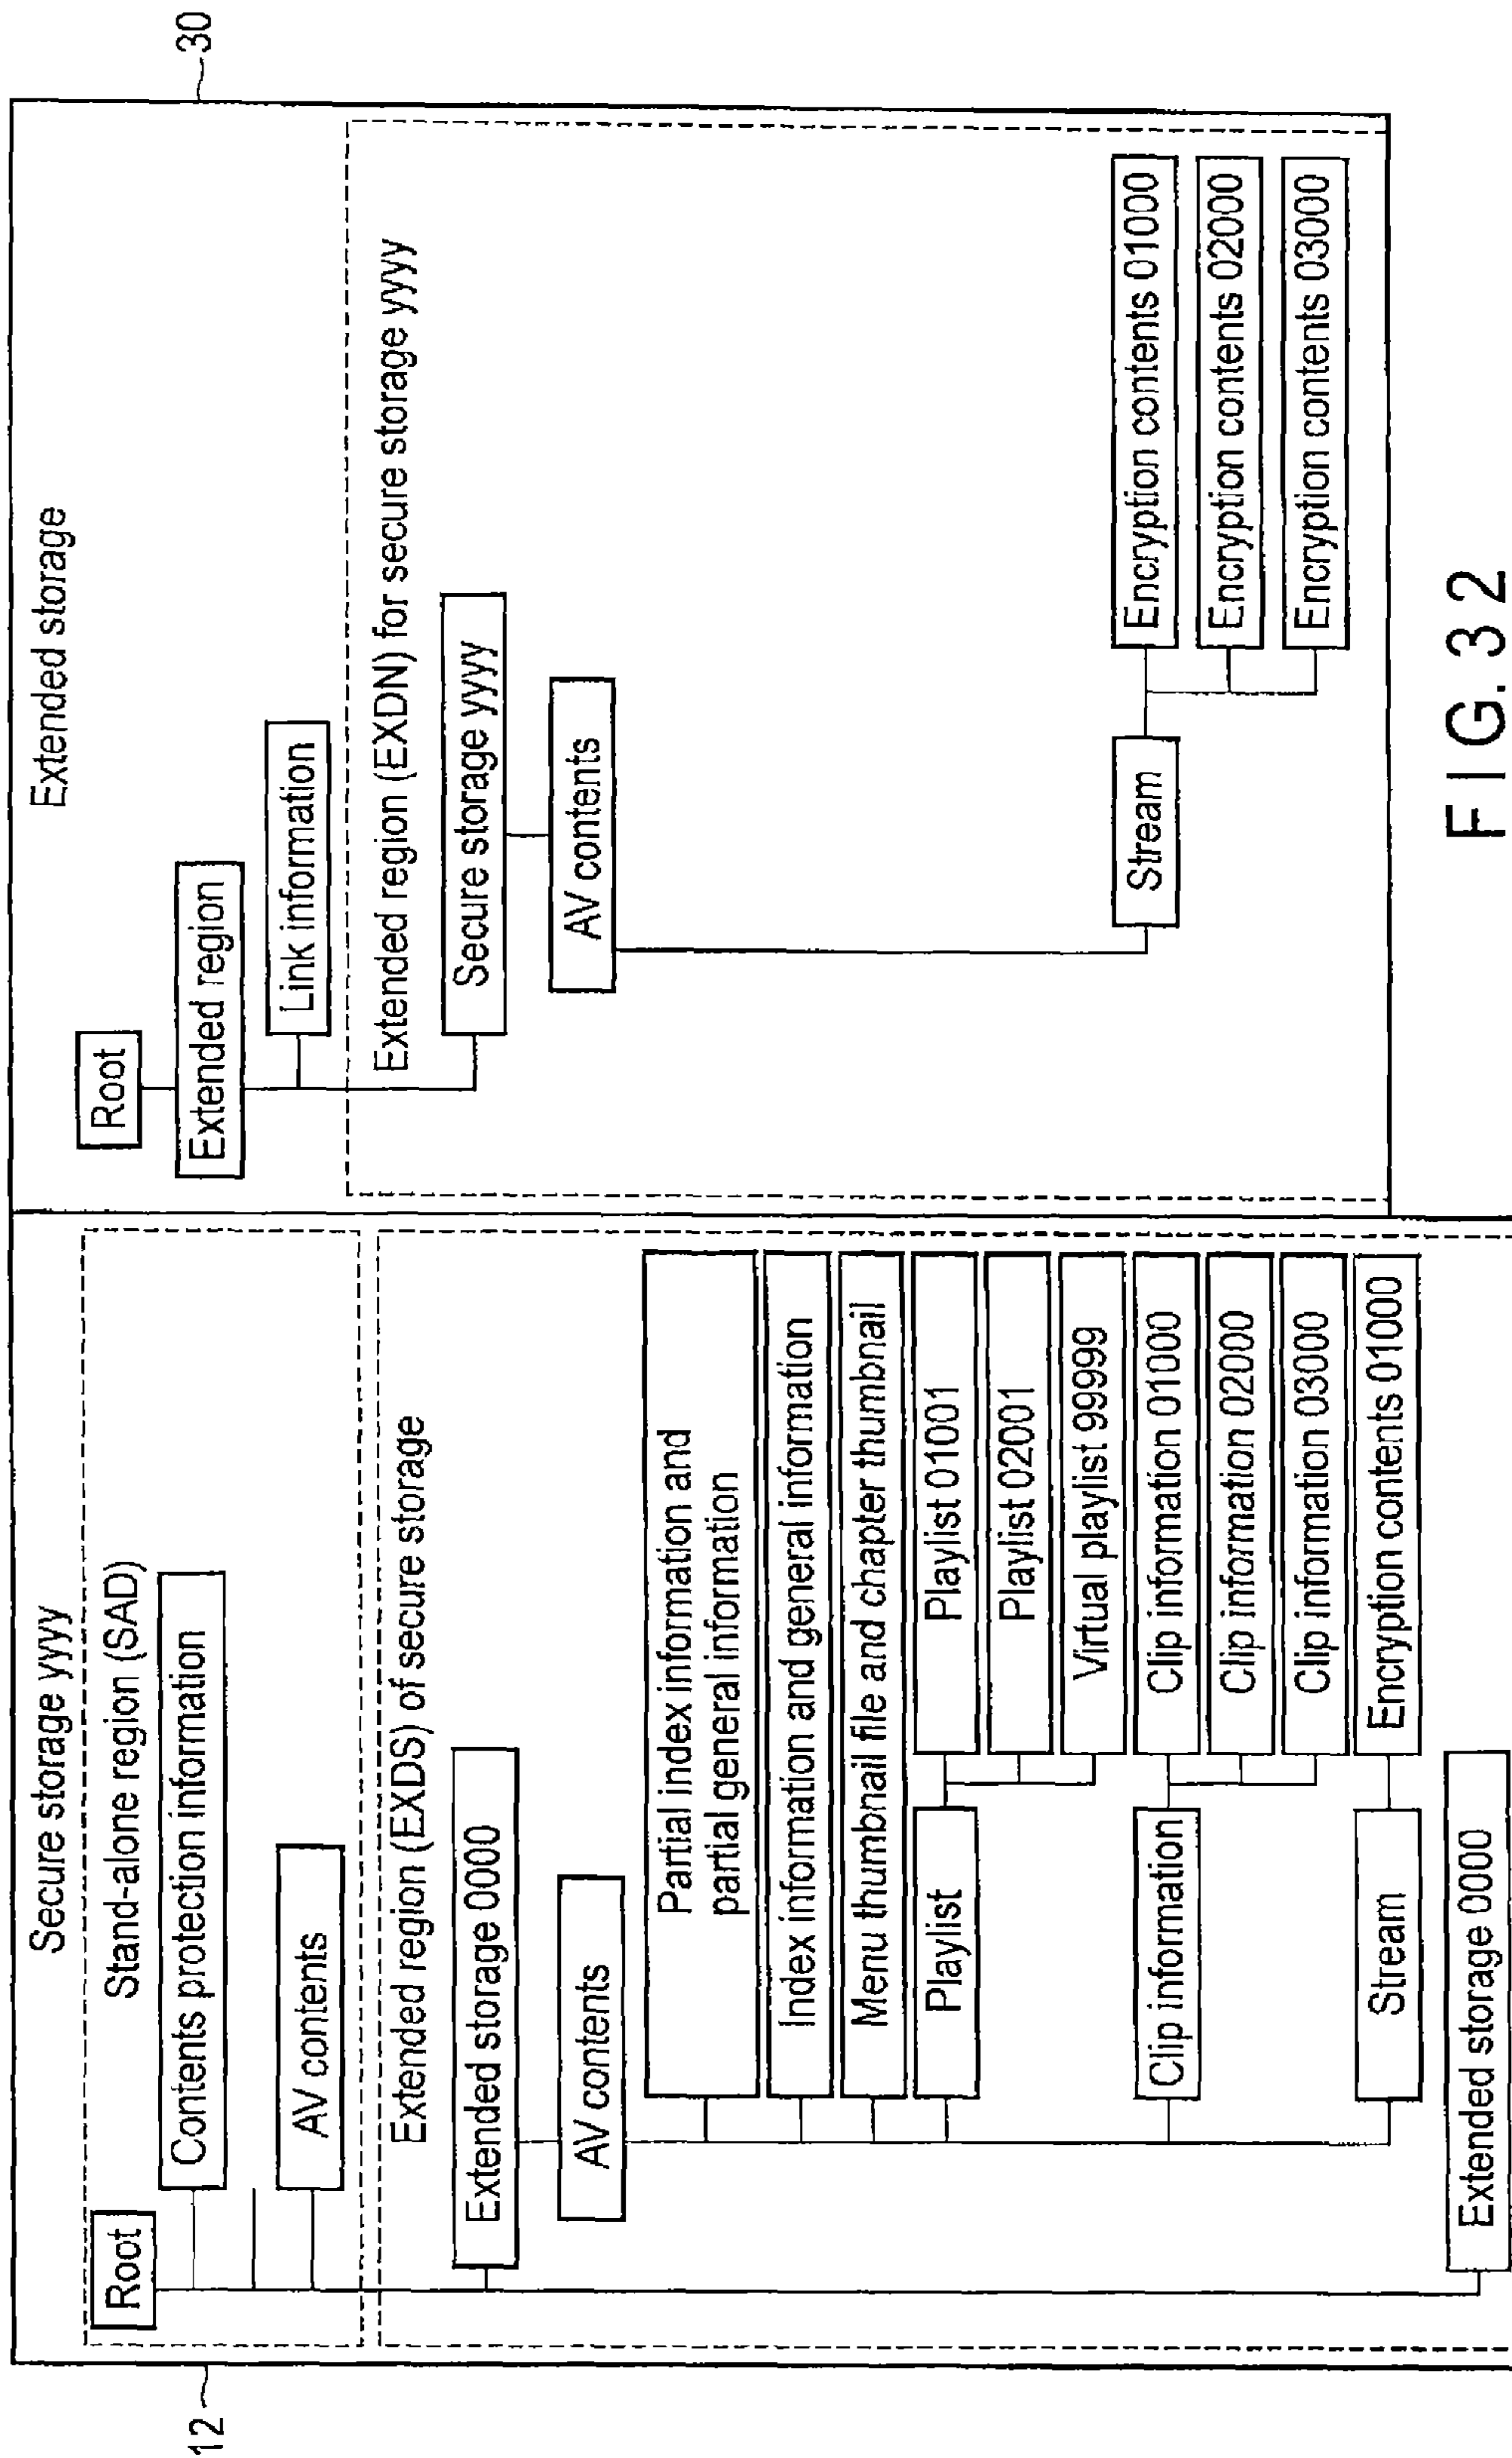 Secure storage yyyy
12
Root
Stand-alone region (SAD)
Contents protection information
AV contents
Extended region (EXDS) of secure storage
Extended storage 0000
AV contents
Partial index information and
partial general information
Index information and general information
Menu thumbnail file and chapter thumbnail
Playlist
Playlist 01001
Playlist 02001
Virtual playlist 99999
Clip information
Clip information 01000
Clip information 02000
Clip information 03000
Stream
Encryption contents 01000
Extended storage 0000
Extended storage
30
Root
Extended region
Link information
Extended region (EXDN) for secure storage yyyy
Secure storage yyyy
AV contents
Stream
Encryption contents 01000
Encryption contents 02000
Encryption contents 03000
FIG. 32